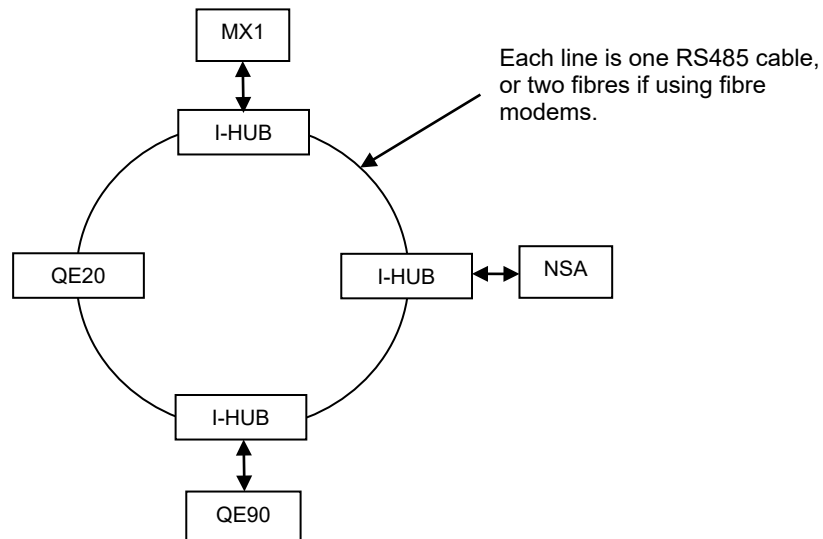 MX1
Each line is one RS485 cable,
or two fibres if using fibre
modems.
I-HUB
QE20
I-HUB
NSA
I-HUB
QE90